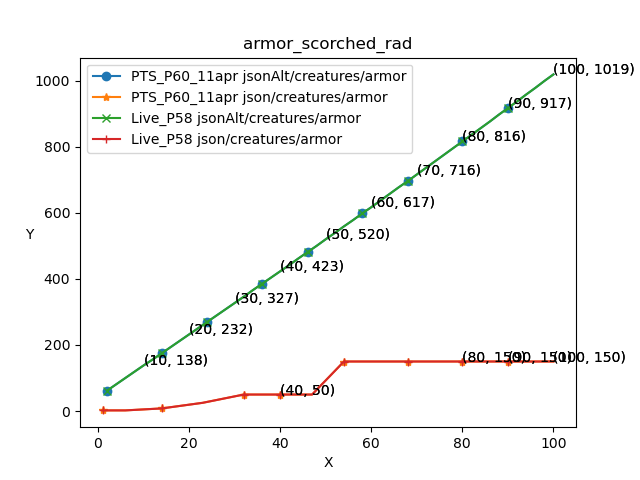 armor_scorched_rad
PTS_P60_11apr jsonAlt/creatures/armor
PTS_P60_11apr json/creatures/armor
Live_P58 jsonAlt/creatures/armor
Live_P58 json/creatures/armor
(100, 1019)
(90, 917)
(80, 816)
(70, 716)
(60, 617)
(50, 520)
(40, 423)
(30, 327)
(20, 232)
(10, 138)
(40, 50)
(80, 150)
(90, 150)
(100, 150)
1000
800
600
400
200
0
Y
0 20 40 60 80 100
X